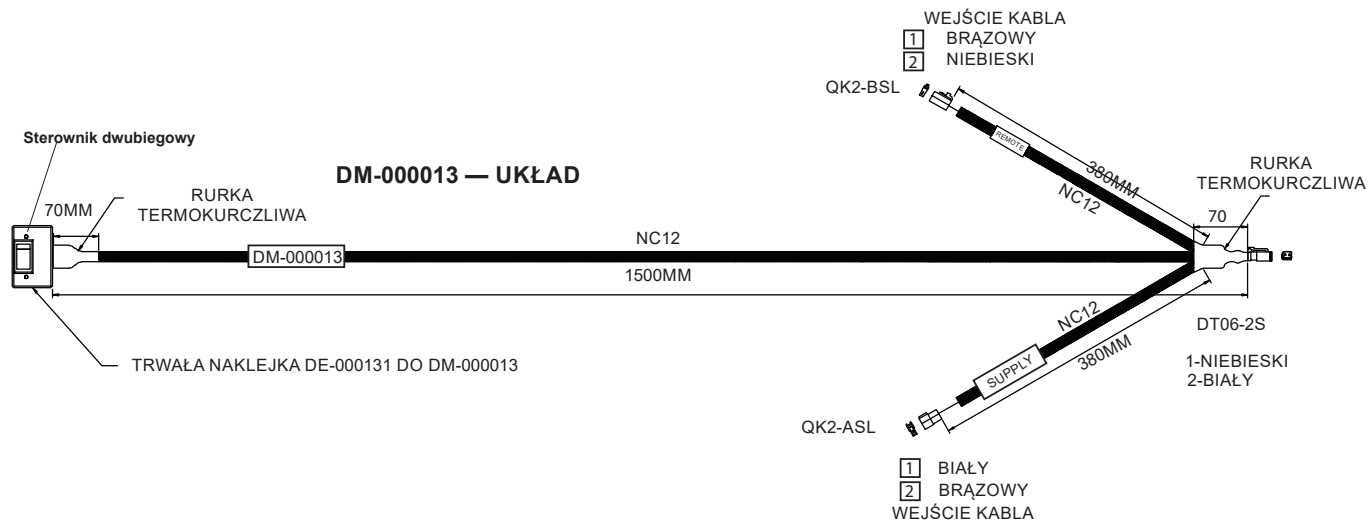 WEJŚCIE KABLA
1 BRĄZOWY
2 NIEBIESKI
QK2-BSL
REMOTE
380MM
NC12
Sterownik dwubiegowy
DM-000013 — UKŁAD
RURKA
TERMOKURCZLIWA
70MM
RURKA
TERMOKURCZLIWA
70
DM-000013
NC12
1500MM
NC12
380MM
SUPPLY
DT06-2S
1-NIEBIESKI
2-BIAŁY
TRWAŁA NAKLEJKA DE-000131 DO DM-000013
QK2-ASL
1 BIAŁY
2 BRĄZOWY
WEJŚCIE KABLA